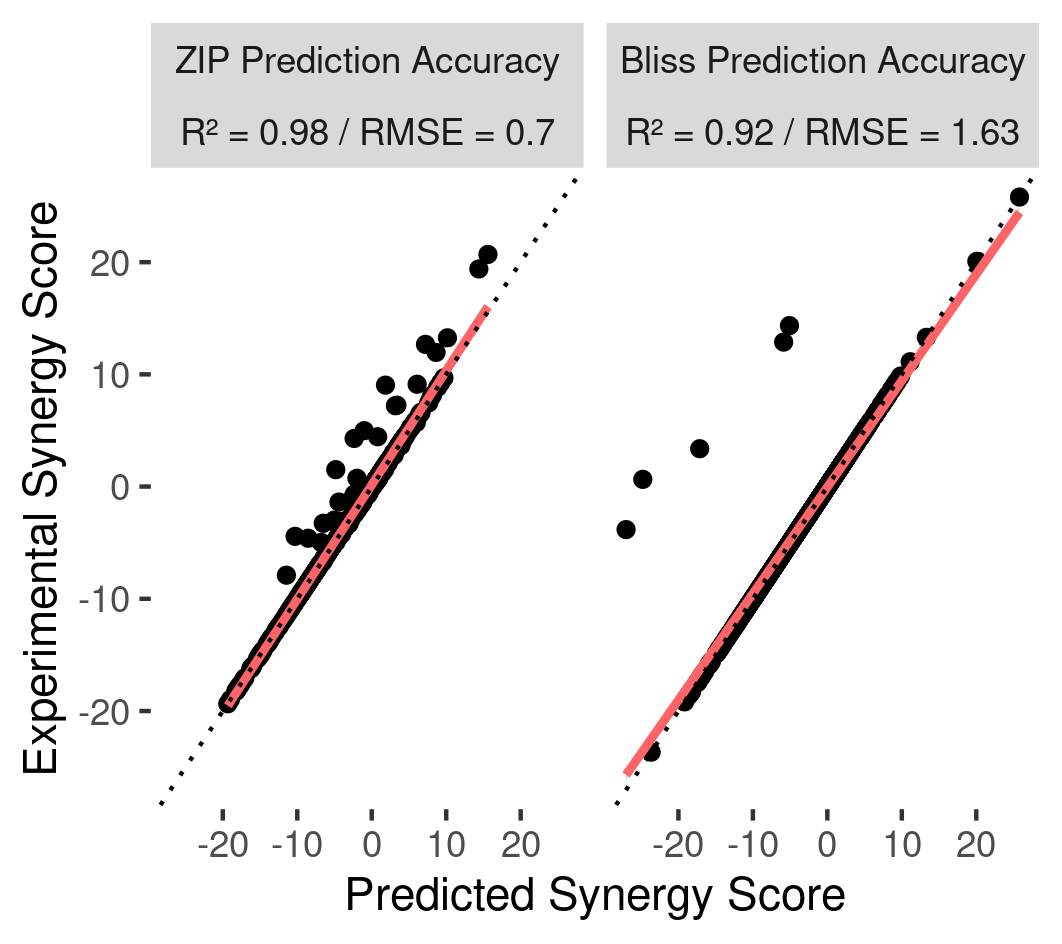 ZIP Prediction Accuracy
R² = 0.98 / RMSE = 0.7
Bliss Prediction Accuracy
R² = 0.92 / RMSE = 1.63
Experimental Synergy Score
20
10
0
-10
-20
-20 -10 0 10 20
-20 -10 0 10 20
Predicted Synergy Score